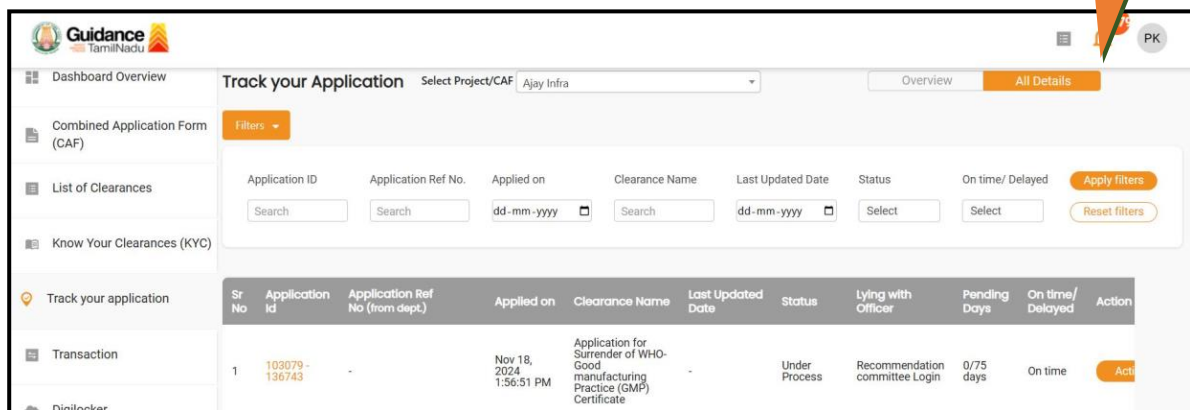 Guidance
TamilNadu
PK
Dashboard Overview
Track your Application
Select Project/CAF
Ajay Infra
Overview
All Details
Combined Application Form
(CAF)
Filters
List of Clearances
Application ID
Application Ref No.
Applied on
Clearance Name
Last Updated Date
Status
On time/ Delayed
Apply filters
Search
Search
dd-mm-yyyy
Search
dd-mm-yyyy
Select
Select
Reset filters
Know Your Clearances (KYC)
Track your application
Sr
No
Application
Id
Application Ref
No (from dept.)
Applied on
Clearance Name
Last Updated
Date
Status
Lying with
Officer
Pending
Days
On time/
Delayed
Action
Transaction
1
103079 -
136743
-
Nov 18,
2024
1:56:51 PM
Application for
Surrender of WHO-
Good
manufacturing
Practice (GMP)
Certificate
-
Under
Process
Recommendation
committee Login
0/75
days
On time
Acti
Digilocker